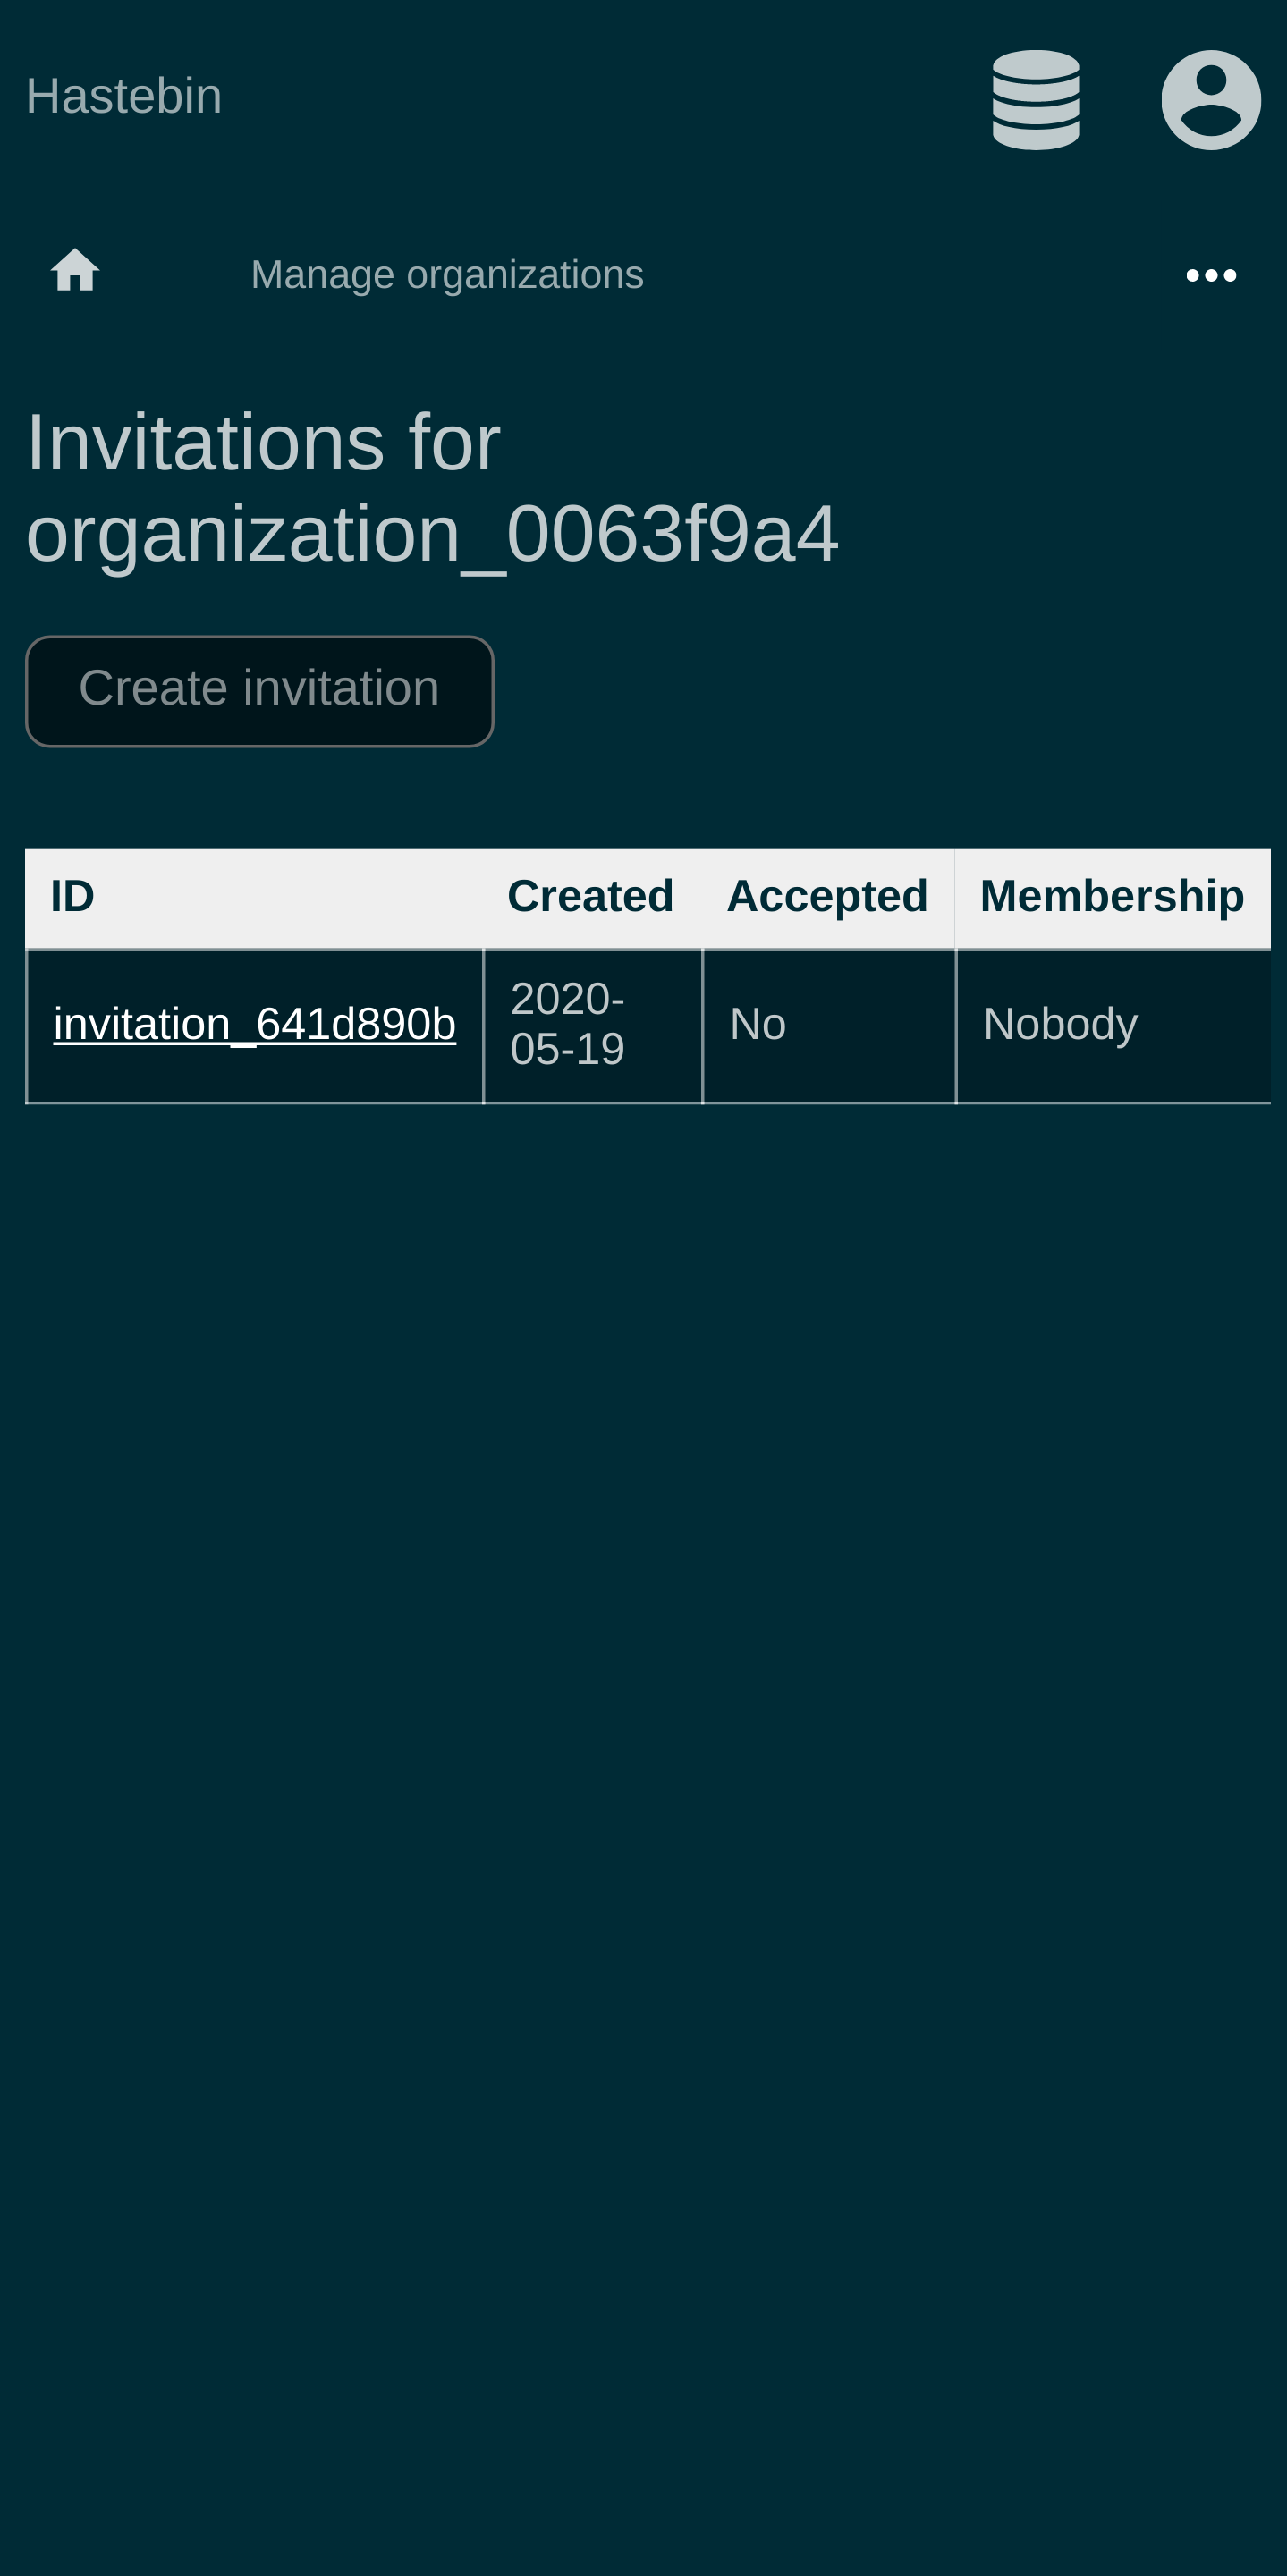 Hastebin
Manage organizations
Invitations for
organization_0063f9a4
Create invitation
ID Created Accepted Membership
invitation_641d890b 2020-05-19 No Nobody